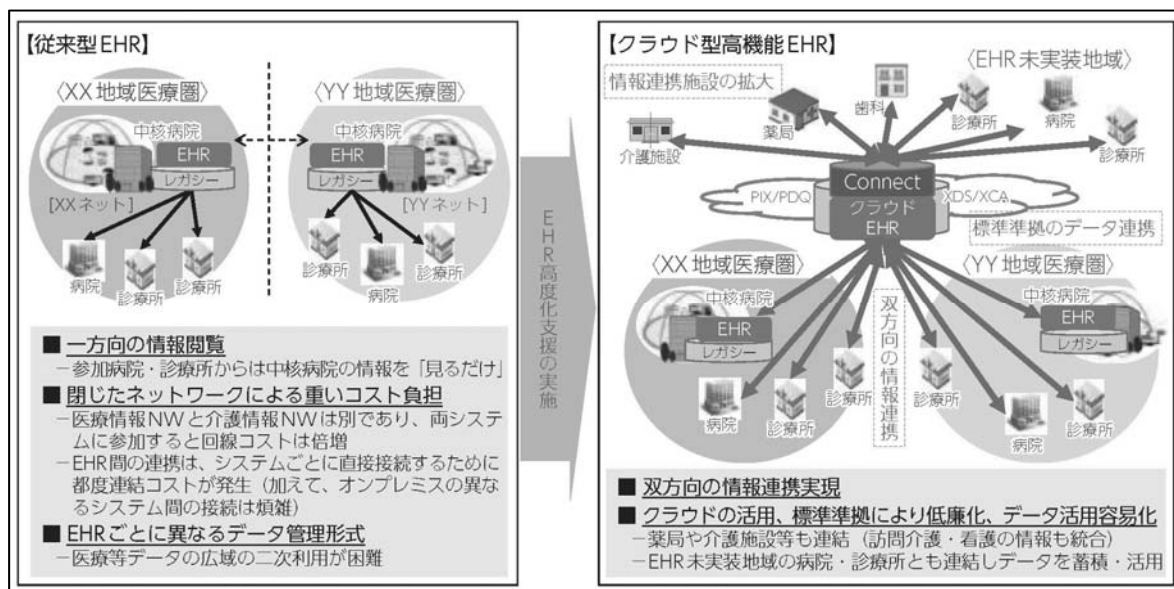 【従来型EHR】
〈XX地域医療圏〉
〈YY地域医療圏〉
中核病院
EHR
レガシー
[XXネット]
病院
診療所
診療所
中核病院
EHR
レガシー
[YYネット]
診療所
病院
診療所
■ 一方向の情報閲覧
－参加病院・診療所からは中核病院の情報を「見るだけ」
■ 閉じたネットワークによる重いコスト負担
－医療情報NWと介護情報NWは別であり、両システ
ムに参加すると回線コストは倍増
－EHR間の連携は、システムごとに直接接続するために
都度連結コストが発生（加えて、オンプレミスの異な
るシステム間の接続は煩雑）
■ EHRごとに異なるデータ管理形式
－医療等データの広域の二次利用が困難
EHR高度化支援の実施
【クラウド型高機能EHR】
情報連携施設の拡大
〈EHR未実装地域〉
介護施設
薬局
歯科
診療所
病院
診療所
Connect
クラウド
EHR
PIX/PDQ
XDS/XCA
標準準拠のデータ連携
〈XX地域医療圏〉
〈YY地域医療圏〉
中核病院
EHR
レガシー
病院
診療所
診療所
双方向の情報連携
中核病院
EHR
レガシー
診療所
病院
診療所
■ 双方向の情報連携実現
■ クラウドの活用、標準準拠により低廉化、データ活用容易化
－薬局や介護施設等も連結（訪問介護・看護の情報も統合）
－EHR未実装地域の病院・診療所とも連結しデータを蓄積・活用